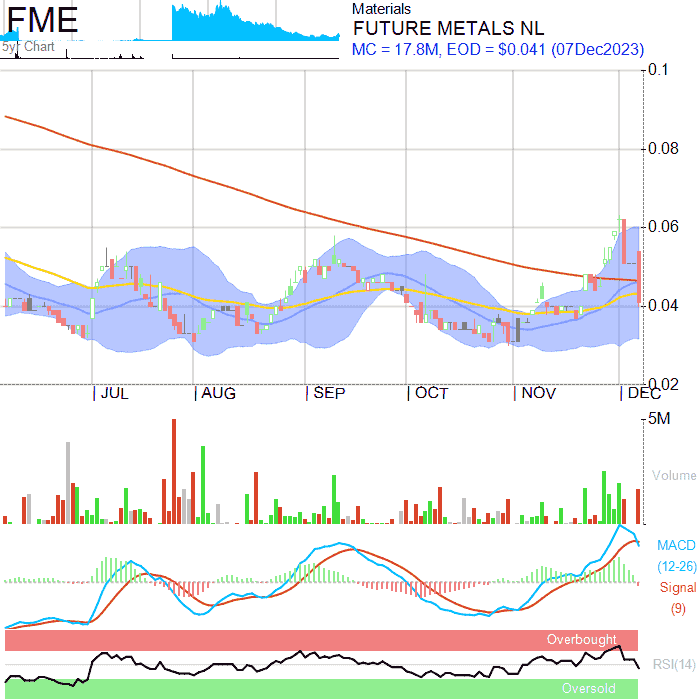 FME
5yr Chart
Materials
FUTURE METALS NL
MC = 17.8M, EOD = $0.041 (07Dec2023)
0.1
0.08
0.06
0.04
0.02
JUL AUG SEP OCT NOV DEC
5M
Volume
MACD
(12-26)
Signal
(9)
Overbought
RSI(14)
Oversold